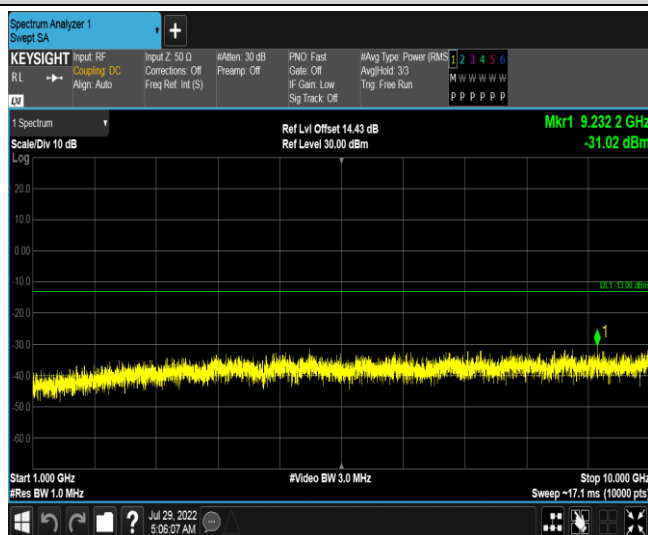 Spectrum Analyzer 1
Swept SA
+
KEYSIGHT
RL
LXI
Input: RF
Coupling: DC
Align: Auto
Input Z: 50 Ω
Corrections: Off
Freq Ref: Int (S)
#Atten: 30 dB
Preamp: Off
PNO: Fast
Gate: Off
IF Gain: Low
Sig Track: Off
#Avg Type: Power (RMS
Avg|Hold: 3/3
Trig: Free Run
1 2 3 4 5 6
M W W W W W
P P P P P P
1 Spectrum
Scale/Div 10 dB
Log
Ref Lvl Offset 14.43 dB
Ref Level 30.00 dBm
Mkr1 9.232 2 GHz
-31.02 dBm
20.0
10.0
0.00
-10.0
DL1 -13.00 dBm
-20.0
-30.0
1
-40.0
-50.0
-60.0
Start 1.000 GHz
#Res BW 1.0 MHz
#Video BW 3.0 MHz
Stop 10.000 GHz
Sweep ~17.1 ms (10000 pts)
?
Jul 29, 2022
5:06:07 AM